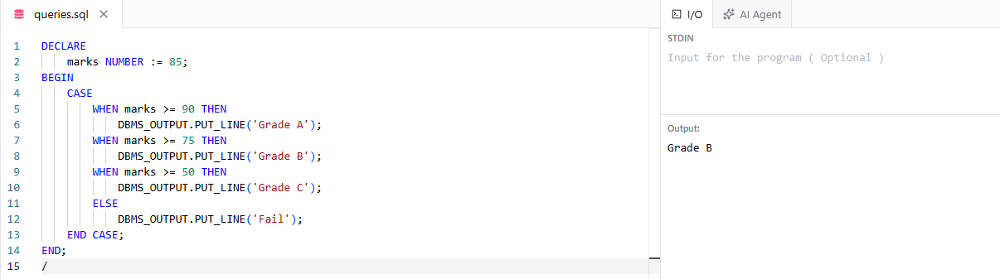 queries.sql
1 DECLARE
2 marks NUMBER := 85;
3 BEGIN
4 CASE
5 WHEN marks >= 90 THEN
6 DBMS_OUTPUT.PUT_LINE('Grade A');
7 WHEN marks >= 75 THEN
8 DBMS_OUTPUT.PUT_LINE('Grade B');
9 WHEN marks >= 50 THEN
10 DBMS_OUTPUT.PUT_LINE('Grade C');
11 ELSE
12 DBMS_OUTPUT.PUT_LINE('Fail');
13 END CASE;
14 END;
15 /
I/O AI Agent
STDIN
Input for the program ( Optional )
Output:
Grade B